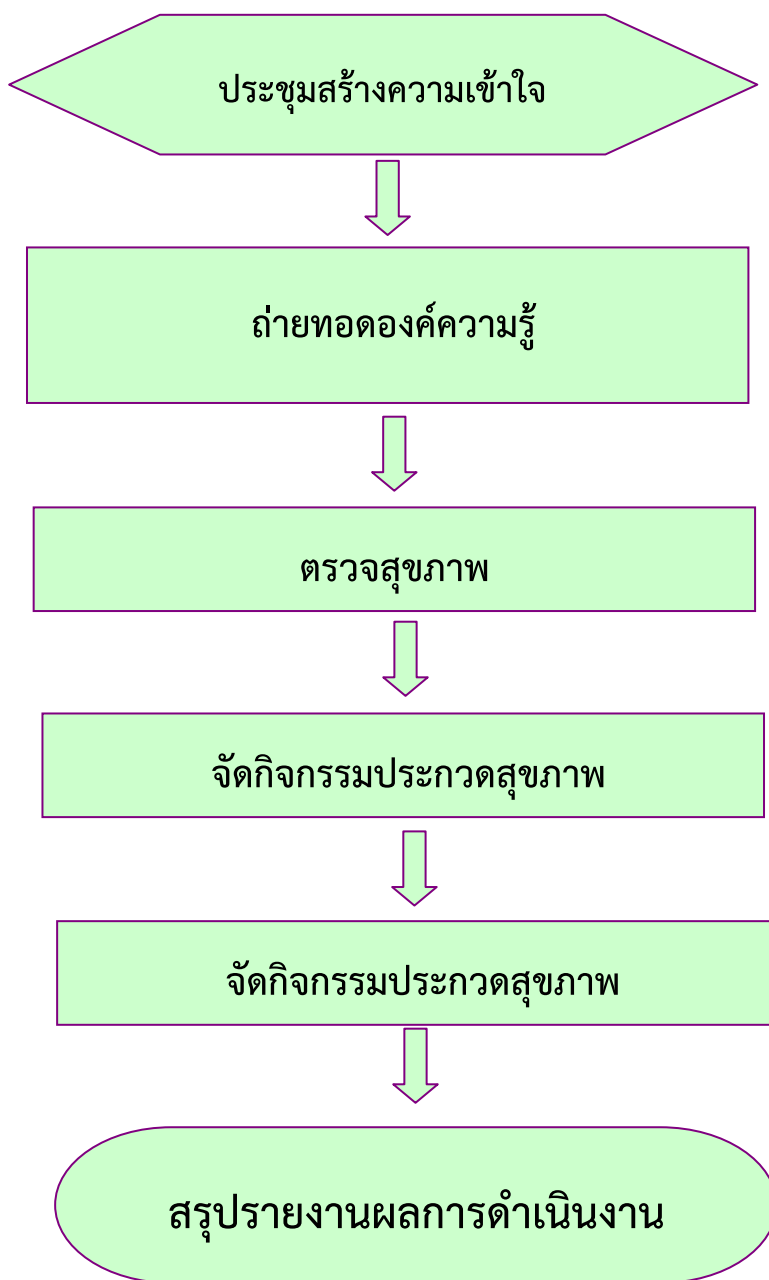 ประชุมสร้างความเข้าใจ
ถ่ายทอดองค์ความรู้
ตรวจสุขภาพ
จัดกิจกรรมประกวดสุขภาพ
จัดกิจกรรมประกวดสุขภาพ
สรุปรายงานผลการดำเนินงาน